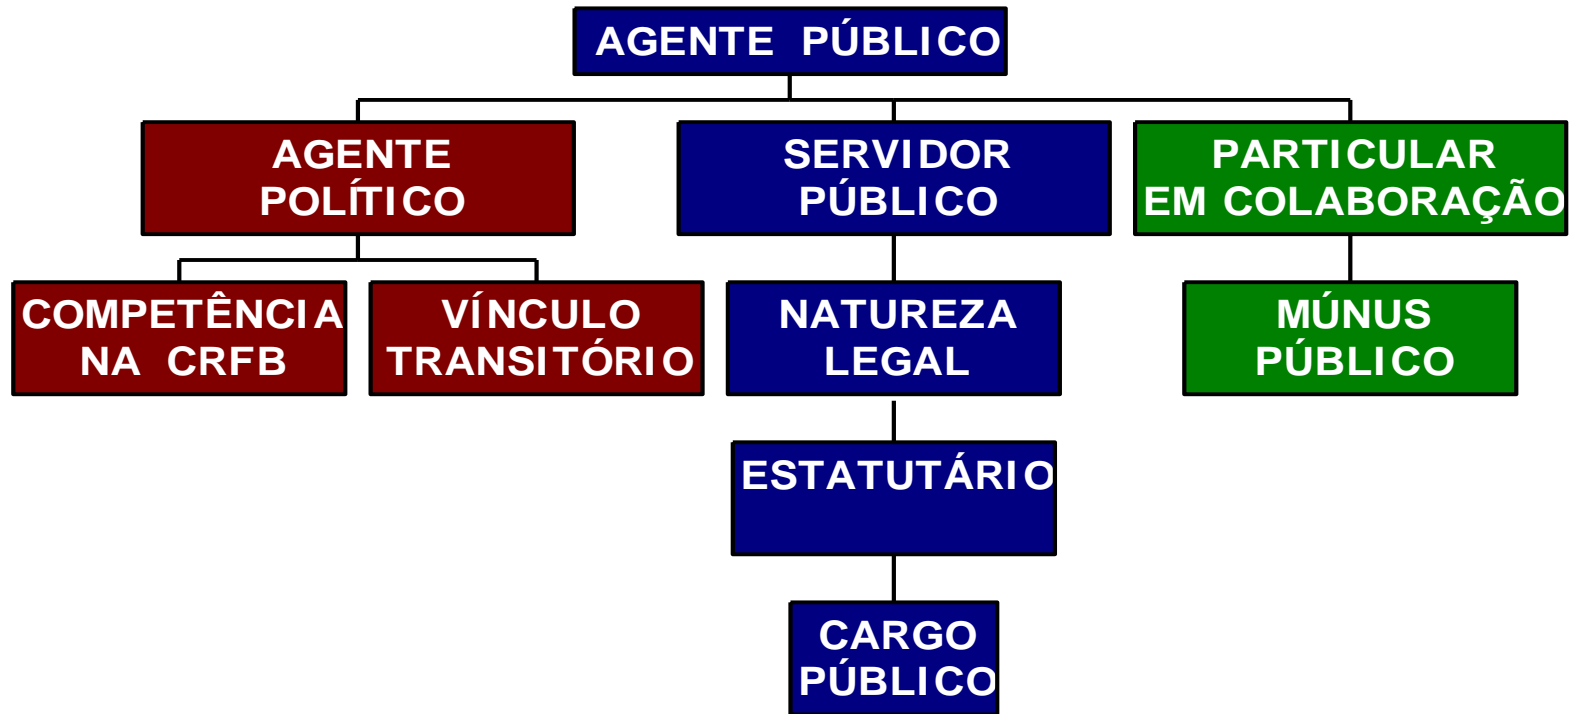 AGENTE PÚBLICO
AGENTE
POLÍTICO
SERVIDOR
PÚBLICO
PARTICULAR
EM COLABORAÇÃO
COMPETÊNCIA
NA CRFB
VÍNCULO
TRANSITÓRIO
NATUREZA
LEGAL
MÚNUS
PÚBLICO
ESTATUTÁRIO
CARGO
PÚBLICO